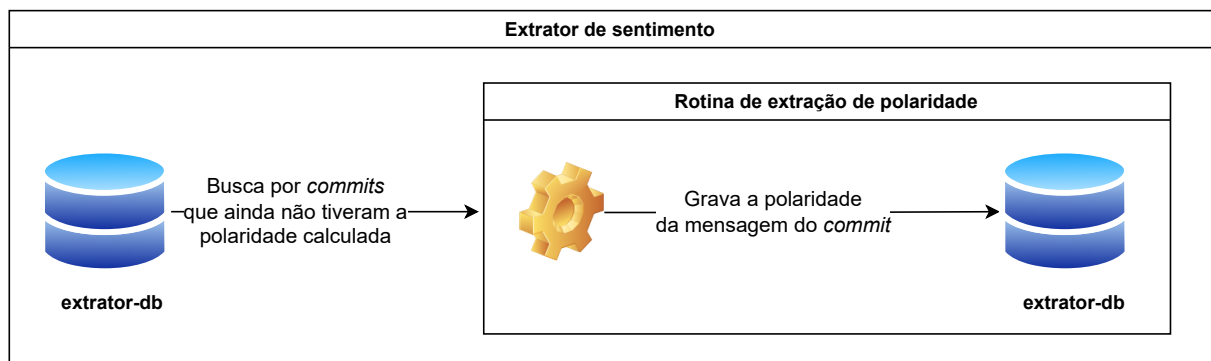 Extrator de sentimento
Rotina de extração de polaridade
Busca por commits
que ainda não tiveram a
polaridade calculada
Grava a polaridade
da mensagem do commit
extrator-db
extrator-db